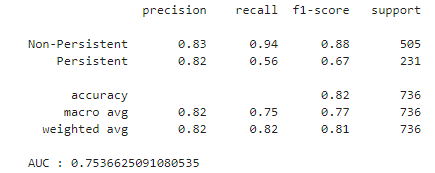 precision recall f1-score support
Non-Persistent 0.83 0.94 0.88 505
Persistent 0.82 0.56 0.67 231
accuracy 0.82 736
macro avg 0.82 0.75 0.77 736
weighted avg 0.82 0.82 0.81 736
AUC : 0.7536625091080535